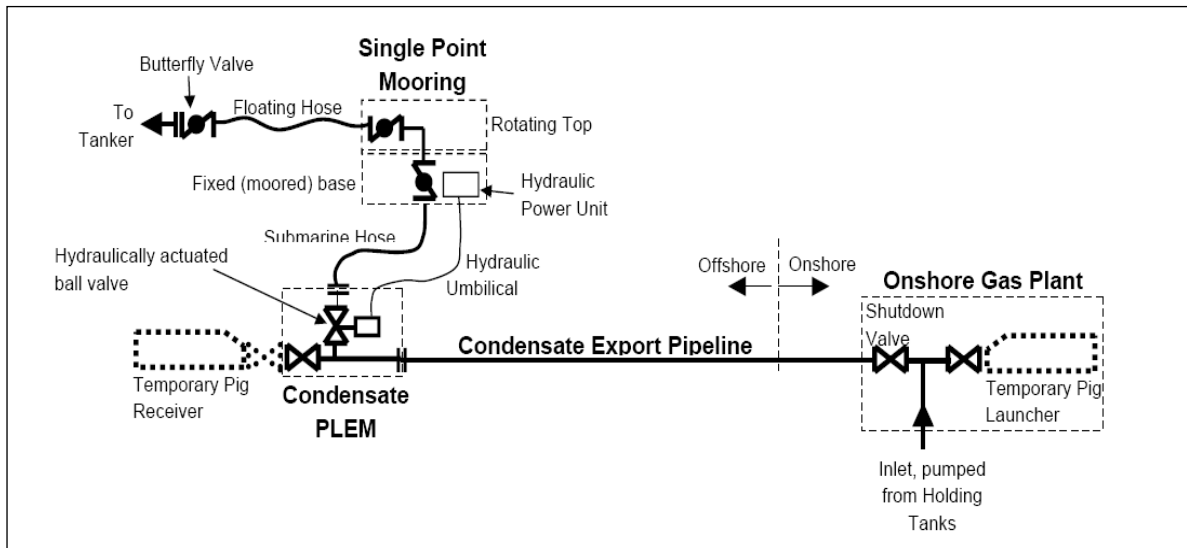 Single Point
Mooring
Butterfly Valve
To
Tanker
Floating Hose
Rotating Top
Fixed (moored) base
Hydraulic
Power Unit
Submarine Hose
Hydraulically actuated
ball valve
Hydraulic
Umbilical
Offshore
Onshore
Onshore Gas Plant
Shutdown
Valve
Condensate Export Pipeline
Temporary Pig
Receiver
Condensate
PLEM
Temporary Pig
Launcher
Inlet, pumped
from Holding
Tanks